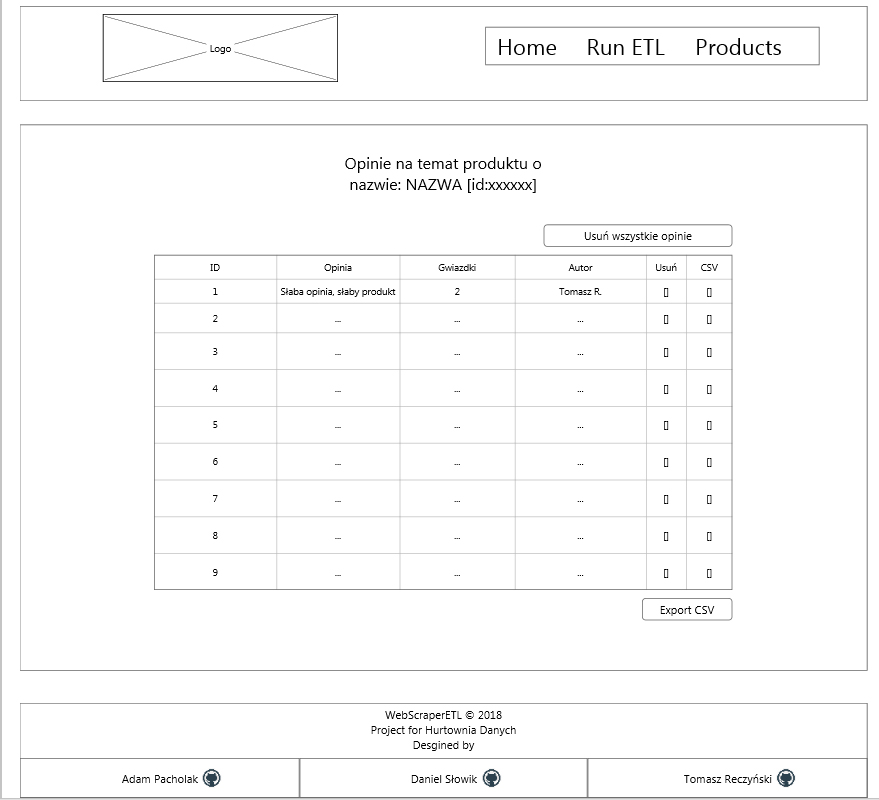 Logo
Home Run ETL Products
Opinie na temat produktu o
nazwie: NAZWA [id:xxxxxx]
Usuń wszystkie opinie
ID Opinia Gwiazdki Autor Usuń CSV
1 Słaba opinia, słaby produkt 2 Tomasz R.
2 ... ... ...
3 ... ... ...
4 ... ... ...
5 ... ... ...
6 ... ... ...
7 ... ... ...
8 ... ... ...
9 ... ... ...
Export CSV
WebScraperETL © 2018
Project for Hurtownia Danych
Desgined by
Adam Pacholak Daniel Słowik Tomasz Reczyński